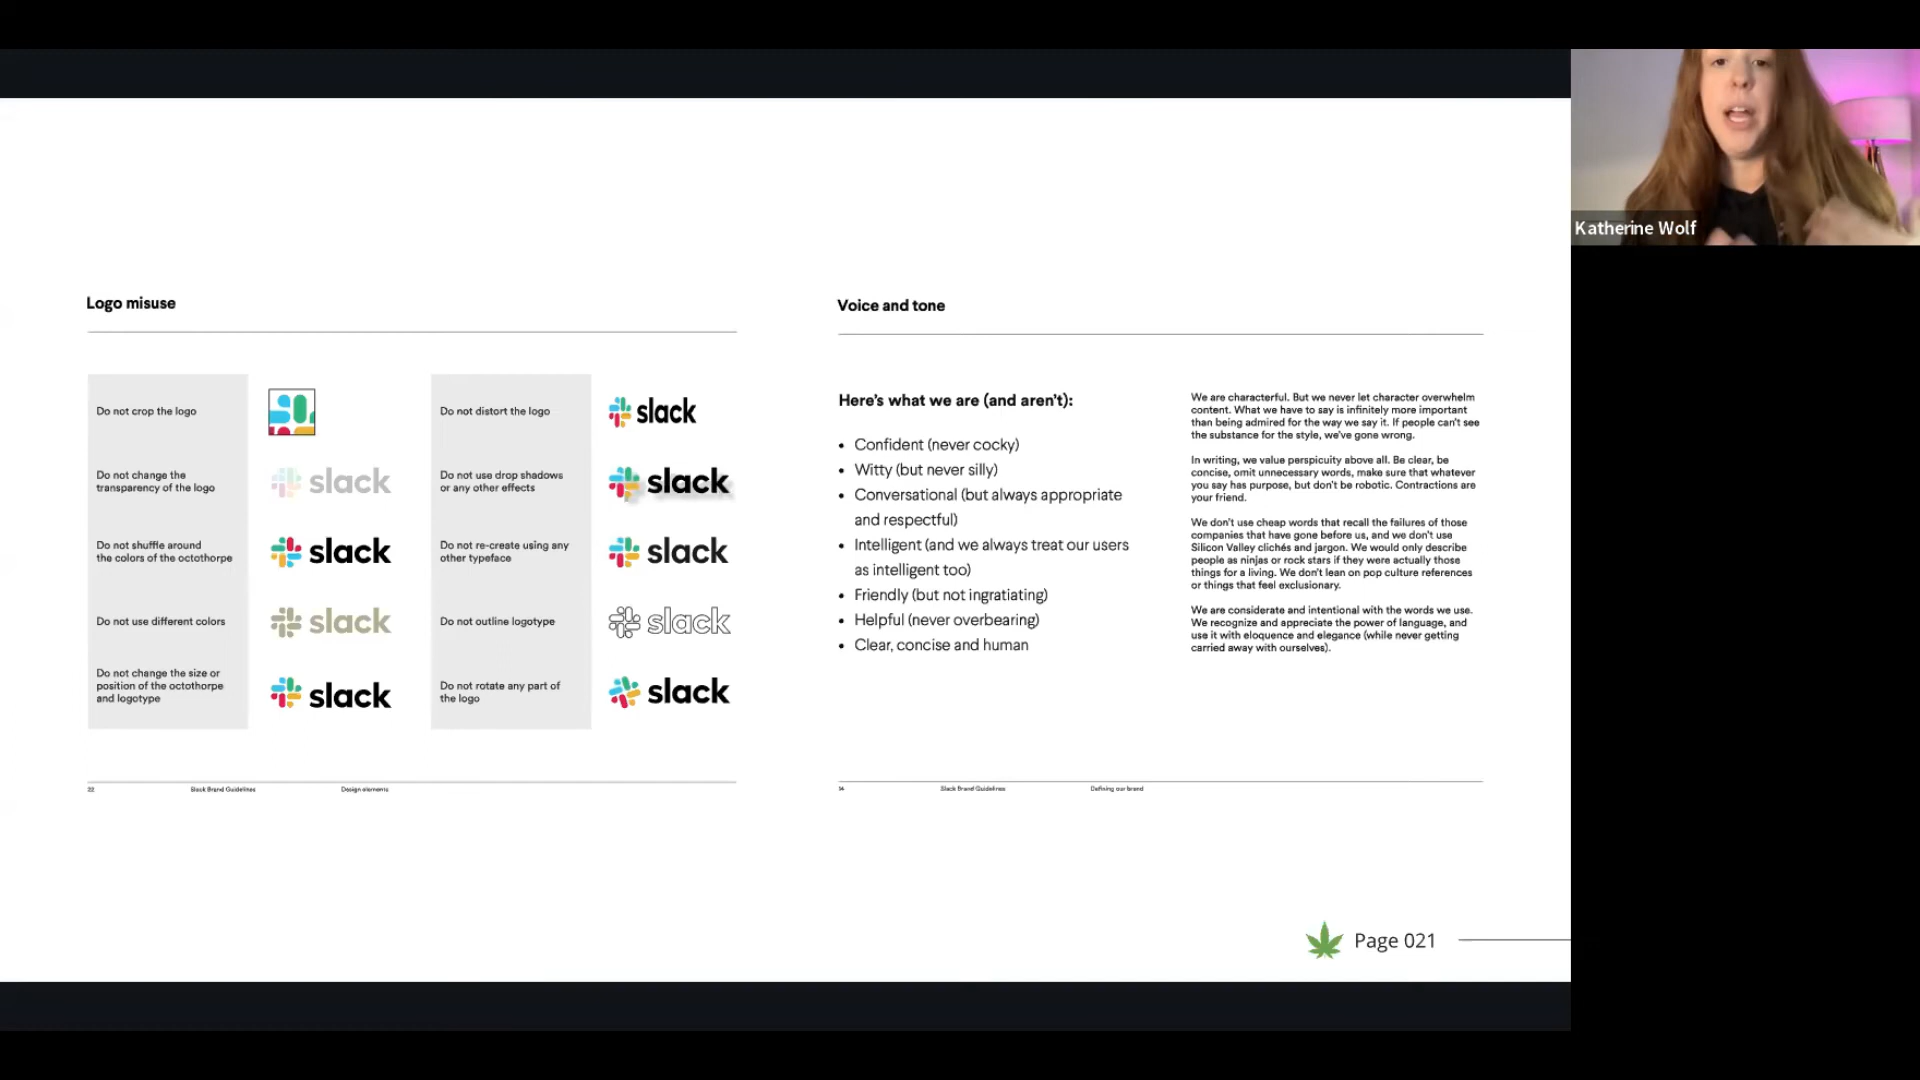 Katherine Wolf
Logo misuse
Do not crop the logo
Do not distort the logo
slack
Do not change the
transparency of the logo
slack
Do not use drop shadows
or any other effects
slack
Do not shuffle around
the colors of the octothorpe
slack
Do not re-create using any
other typeface
slack
Do not use different colors
slack
Do not outline logotype
slack
Do not change the size or
position of the octothorpe
and logotype
slack
Do not rotate any part of
the logo
slack
22
Slack Brand Guidelines
Design elements
Voice and tone
Here's what we are (and aren't):
• Confident (never cocky)
• Witty (but never silly)
• Conversational (but always appropriate
and respectful)
• Intelligent (and we always treat our users
as intelligent too)
• Friendly (but not ingratiating)
• Helpful (never overbearing)
• Clear, concise and human
We are characterful. But we never let character overwhelm
content. What we have to say is infinitely more important
than being admired for the way we say it. If people can't see
the substance for the style, we've gone wrong.
In writing, we value perspicuity above all. Be clear, be
concise, omit unnecessary words, make sure that whatever
you say has purpose, but don't be robotic. Contractions are
your friend.
We don't use cheap words that recall the failures of those
companies that have gone before us, and we don't use
Silicon Valley clichés and jargon. We would only describe
people as ninjas or rock stars if they were actually those
things for a living. We don't lean on pop culture references
or things that feel exclusionary.
We are considerate and intentional with the words we use.
We recognize and appreciate the power of language, and
use it with eloquence and elegance (while never getting
carried away with ourselves).
14
Slack Brand Guidelines
Defining our brand
Page 021